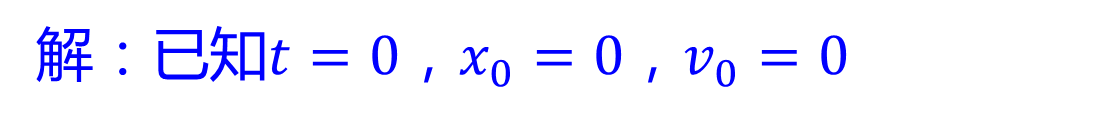 解：已知t = 0，x₀ = 0，v₀ = 0